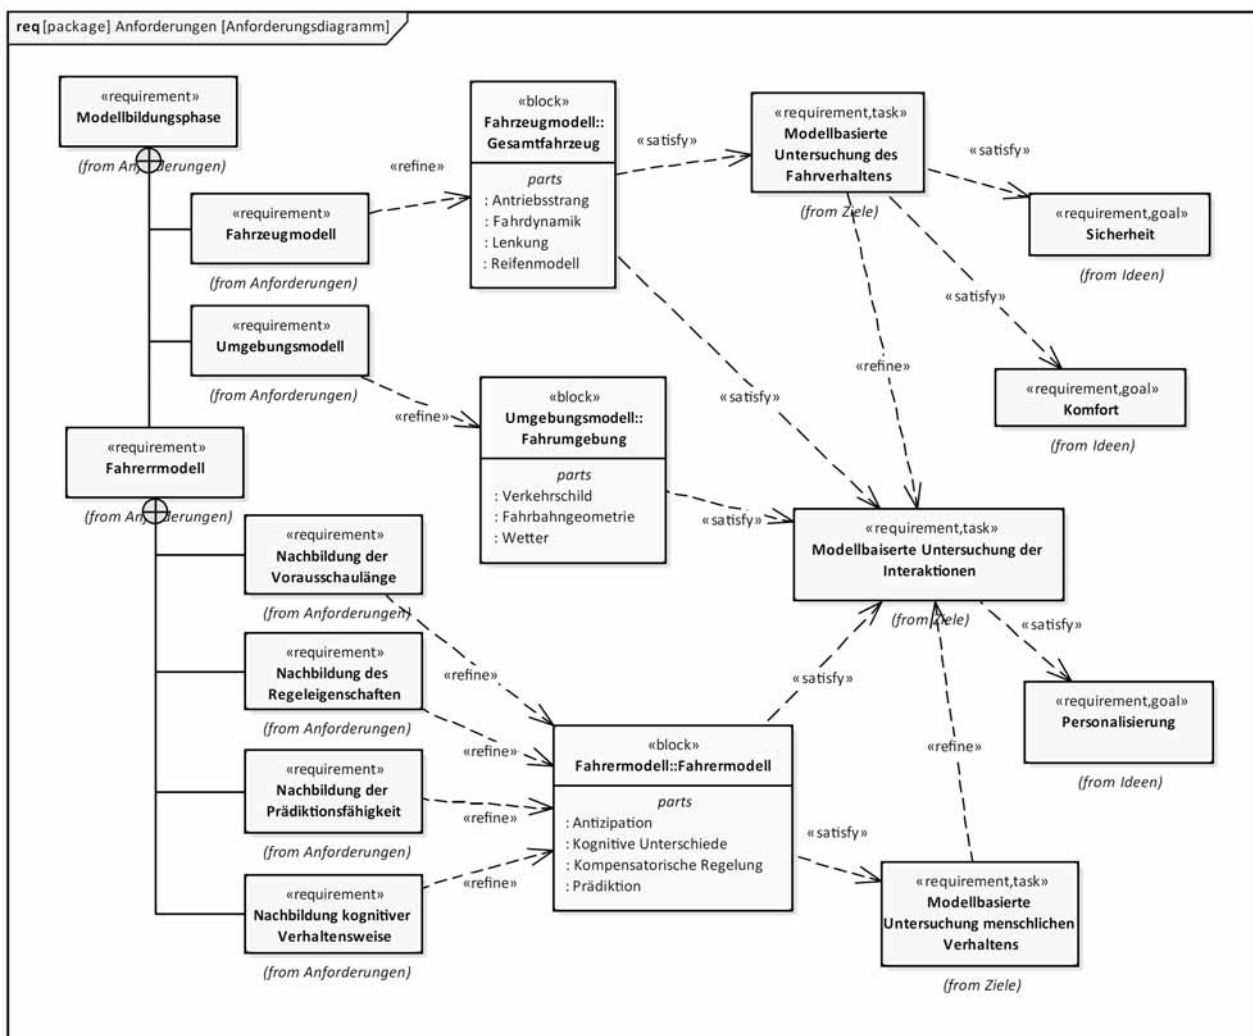 req [package] Anforderungen [Anforderungsdiagramm]
«requirement»
Modellbildungsphase
(from Anforderungen)
«requirement»
Fahrzeugmodell
(from Anforderungen)
«refine»
«block»
Fahrzeugmodell::
Gesamtfahrzeug
parts
: Antriebsstrang
: Fahrdynamik
: Lenkung
: Reifenmodell
«satisfy»
«requirement,task»
Modellbasierte
Untersuchung des
Fahrverhaltens
(from Ziele)
«satisfy»
«requirement,goal»
Sicherheit
(from Ideen)
«satisfy»
«requirement,goal»
Komfort
(from Ideen)
«refine»
«satisfy»
«requirement»
Umgebungsmodell
(from Anforderungen)
«refine»
«block»
Umgebungsmodell::
Fahrumgebung
parts
: Verkehrschild
: Fahrbahngeometrie
: Wetter
«satisfy»
«requirement,task»
Modellbaiserte Untersuchung der
Interaktionen
(from Ziele)
«satisfy»
«requirement,goal»
Personalisierung
(from Ideen)
«requirement»
Fahrerrmodell
(from Anforderungen)
«requirement»
Nachbildung der
Vorausschaulänge
(from Anforderungen)
«refine»
«requirement»
Nachbildung des
Regeleigenschaften
(from Anforderungen)
«refine»
«requirement»
Nachbildung der
Prädiktionsfähigkeit
(from Anforderungen)
«refine»
«requirement»
Nachbildung kognitiver
Verhaltensweise
(from Anforderungen)
«refine»
«block»
Fahrermodell::Fahrermodell
parts
: Antizipation
: Kognitive Unterschiede
: Kompensatorische Regelung
: Prädiktion
«satisfy»
«satisfy»
«refine»
«requirement,task»
Modellbasierte
Untersuchung menschlichen
Verhaltens
(from Ziele)